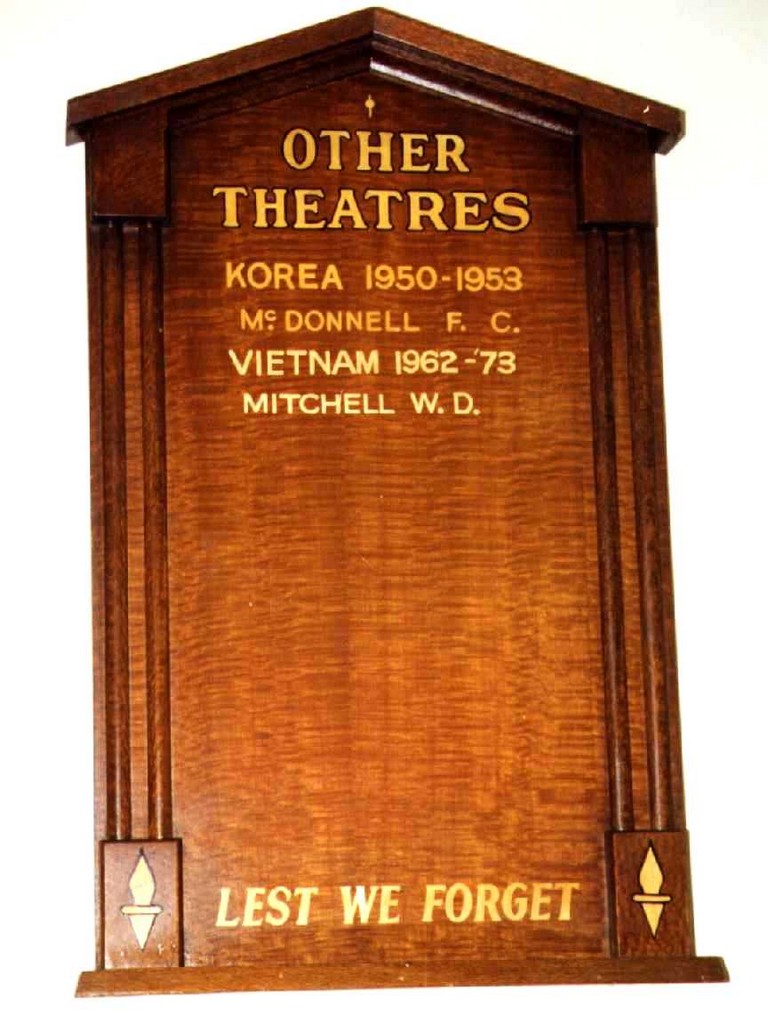 OTHER
THEATRES
KOREA 1950-1953
Mc. DONNELL F. C.
VIETNAM 1962-'73
MITCHELL W. D.
LEST WE FORGET